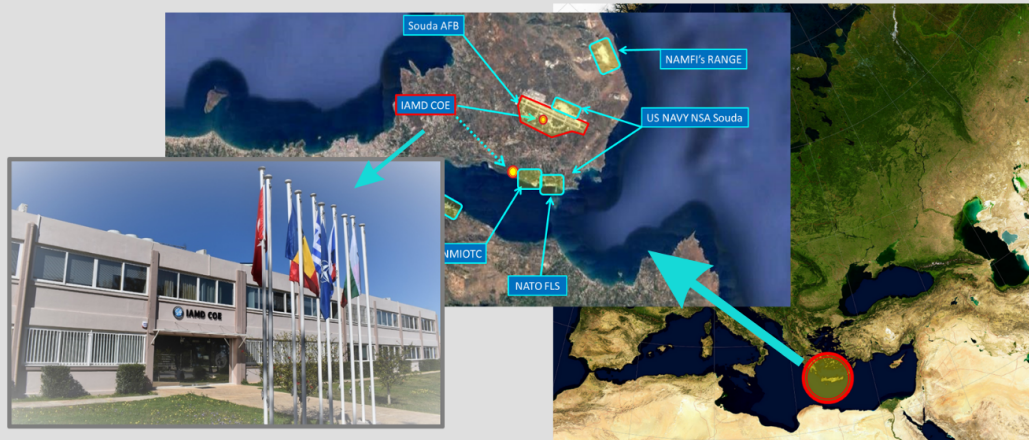 Souda AFB
NAMFI's RANGE
IAMD COE
US NAVY NSA Souda
NMIOTC
NATO FLS
IAMD COE